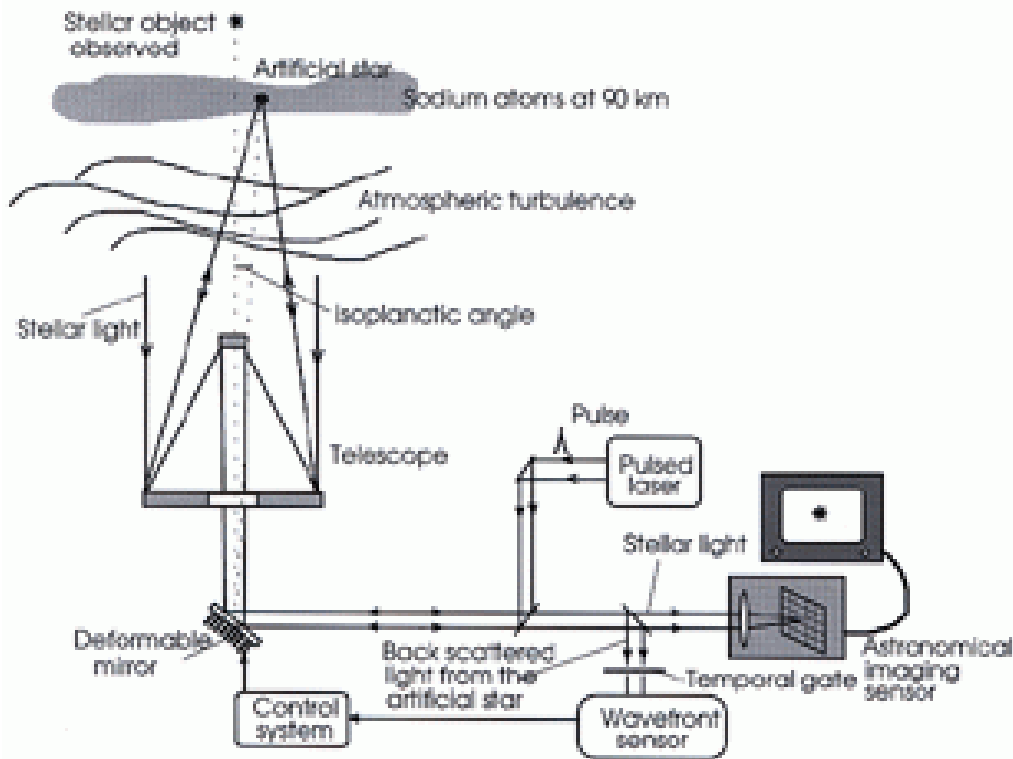 Stellar object
observed
Artificial star
Sodium atoms at 90 km
Atmospheric turbulence
Isoplanatic angle
Stellar light
Pulse
Telescope
Pulsed
laser
Stellar light
Deformable
mirror
Back scattered
light from the
artificial star
Temporal gate
Astronomical
imaging
sensor
Control
system
Wavefront
sensor